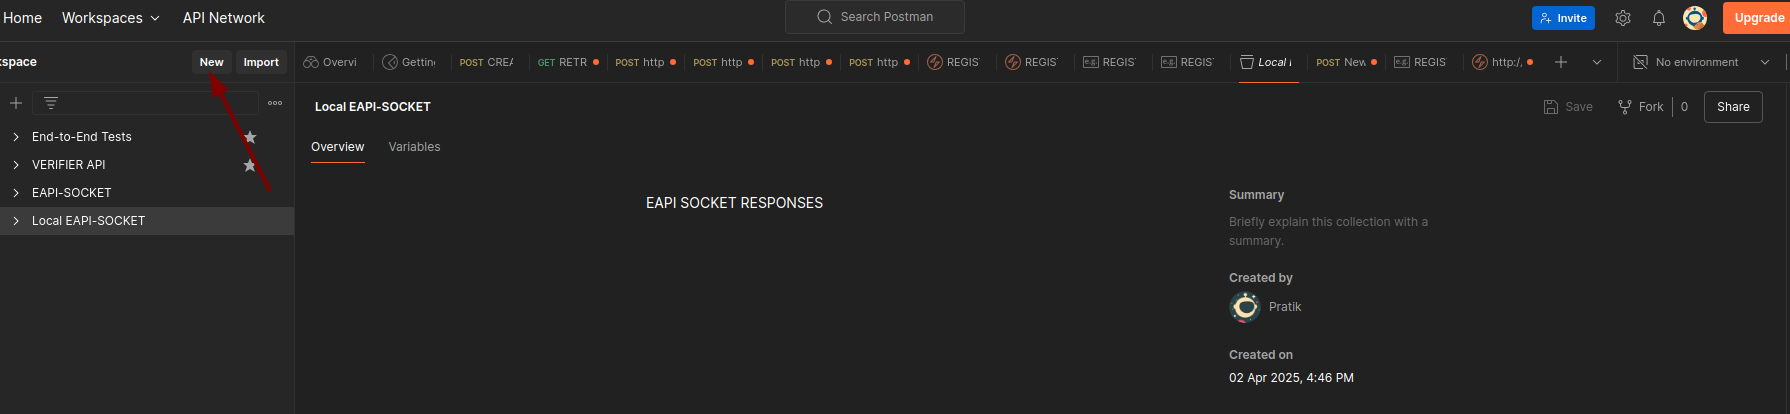 Home Workspaces API Network Search Postman Invite Upgrade
kspace New Import Overvi Getting POST CREA GET RETR POST http POST http POST http POST http REGIS REGIS REGIS REGIS Local POST New REGIS http:/ No environment
Local EAPI-SOCKET Save Fork 0 Share
End-to-End Tests
VERIFIER API
EAPI-SOCKET
Local EAPI-SOCKET
Overview Variables
EAPI SOCKET RESPONSES
Summary
Briefly explain this collection with a
summary.
Created by
Pratik
Created on
02 Apr 2025, 4:46 PM